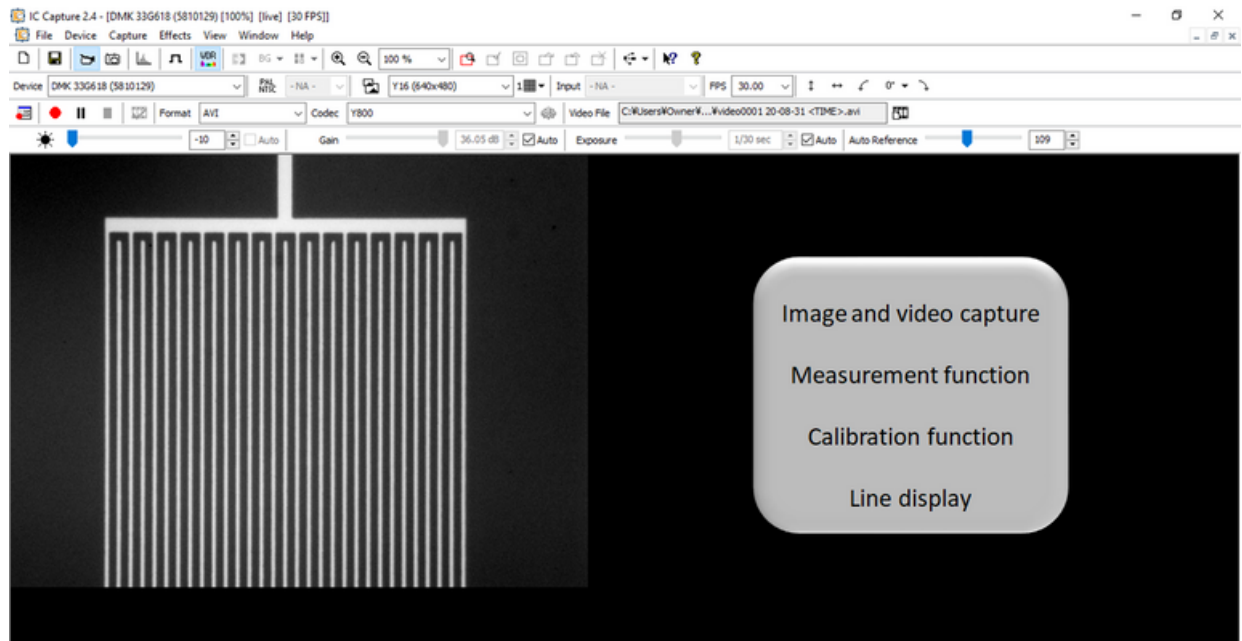 IC Capture 2.4 - [DMK 33G618 (5810129) [100%] [live] [30 FPS]]
File Device Capture Effects View Window Help
100 %
Device DMK 33G618 (5810129) PAL NTSC - NA - Y16 (640x480) 1 Input - NA - FPS 30.00 0°
Format AVI Codec Y800 Video File C:¥Users¥Owner¥...¥video0001 20-08-31 <TIME>.avi
-10 Auto Gain 36.05 dB Auto Exposure 1/30 sec Auto Auto Reference 109
Image and video capture
Measurement function
Calibration function
Line display